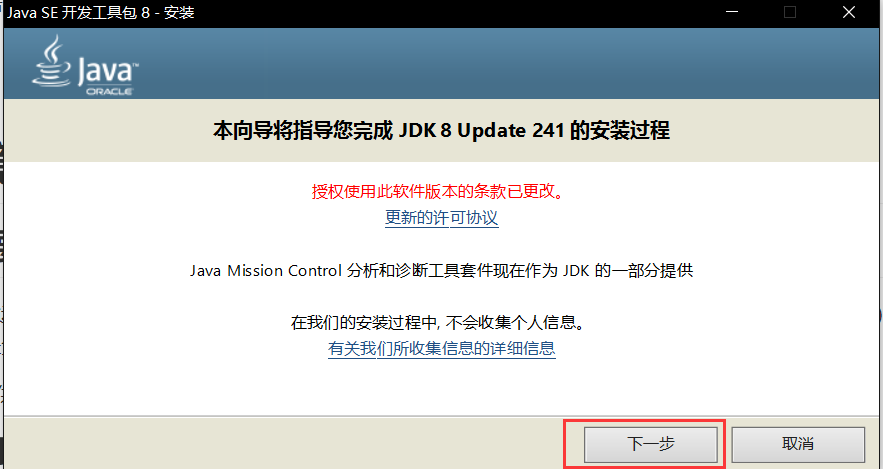 Java SE 开发工具包 8 - 安装
Java™
ORACLE
本向导将指导您完成 JDK 8 Update 241 的安装过程
授权使用此软件版本的条款已更改。
更新的许可协议
Java Mission Control 分析和诊断工具套件现在作为 JDK 的一部分提供
在我们的安装过程中, 不会收集个人信息。
有关我们所收集信息的详细信息
下一步
取消